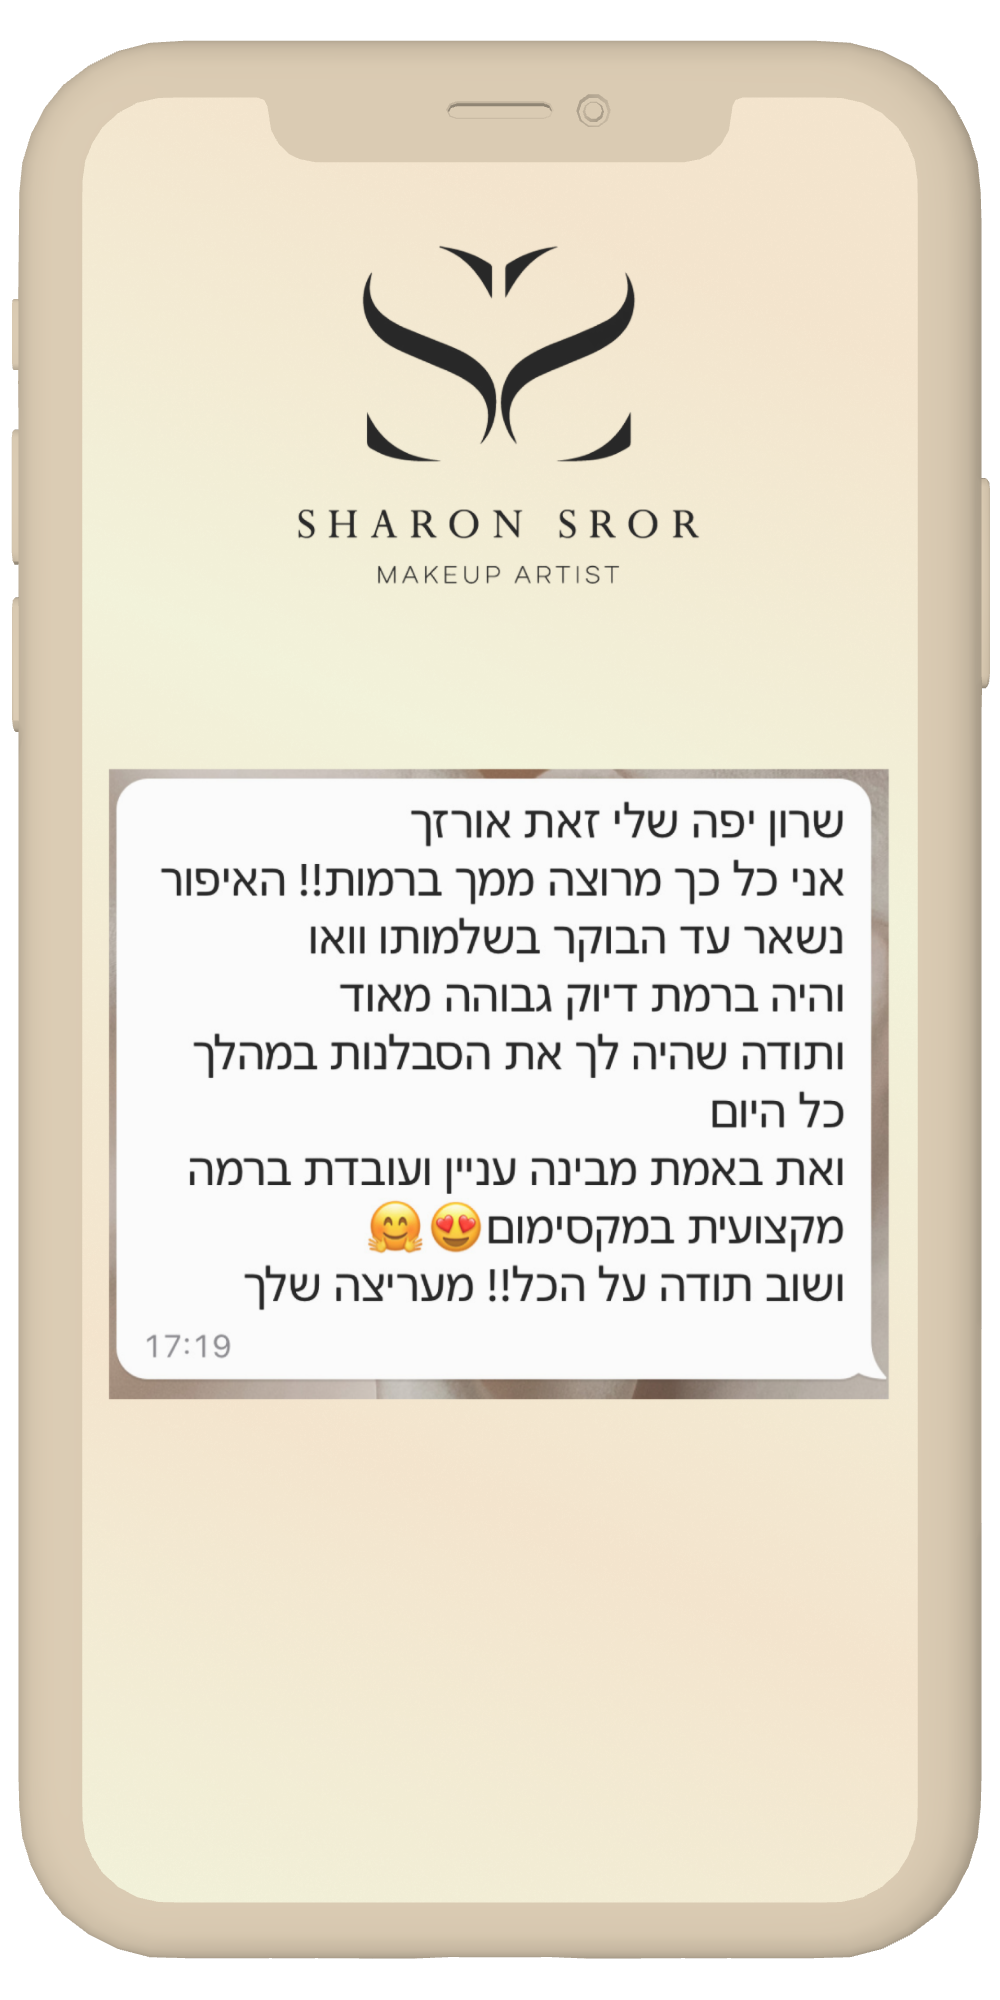 SHARON SROR
MAKEUP ARTIST
שרון יפה שלי זאת אורזך
אני כל כך מרוצה ממך ברמות!! האיפור
נשאר עד הבוקר בשלמותו וואו
והיה ברמת דיוק גבוהה מאוד
ותודה שהיה לך את הסבלנות במהלך
כל היום
ואת באמת מבינה עניין ועובדת ברמה
מקצועית במקסימום😍🤗
ושוב תודה על הכל!! מעריצה שלך
17:19